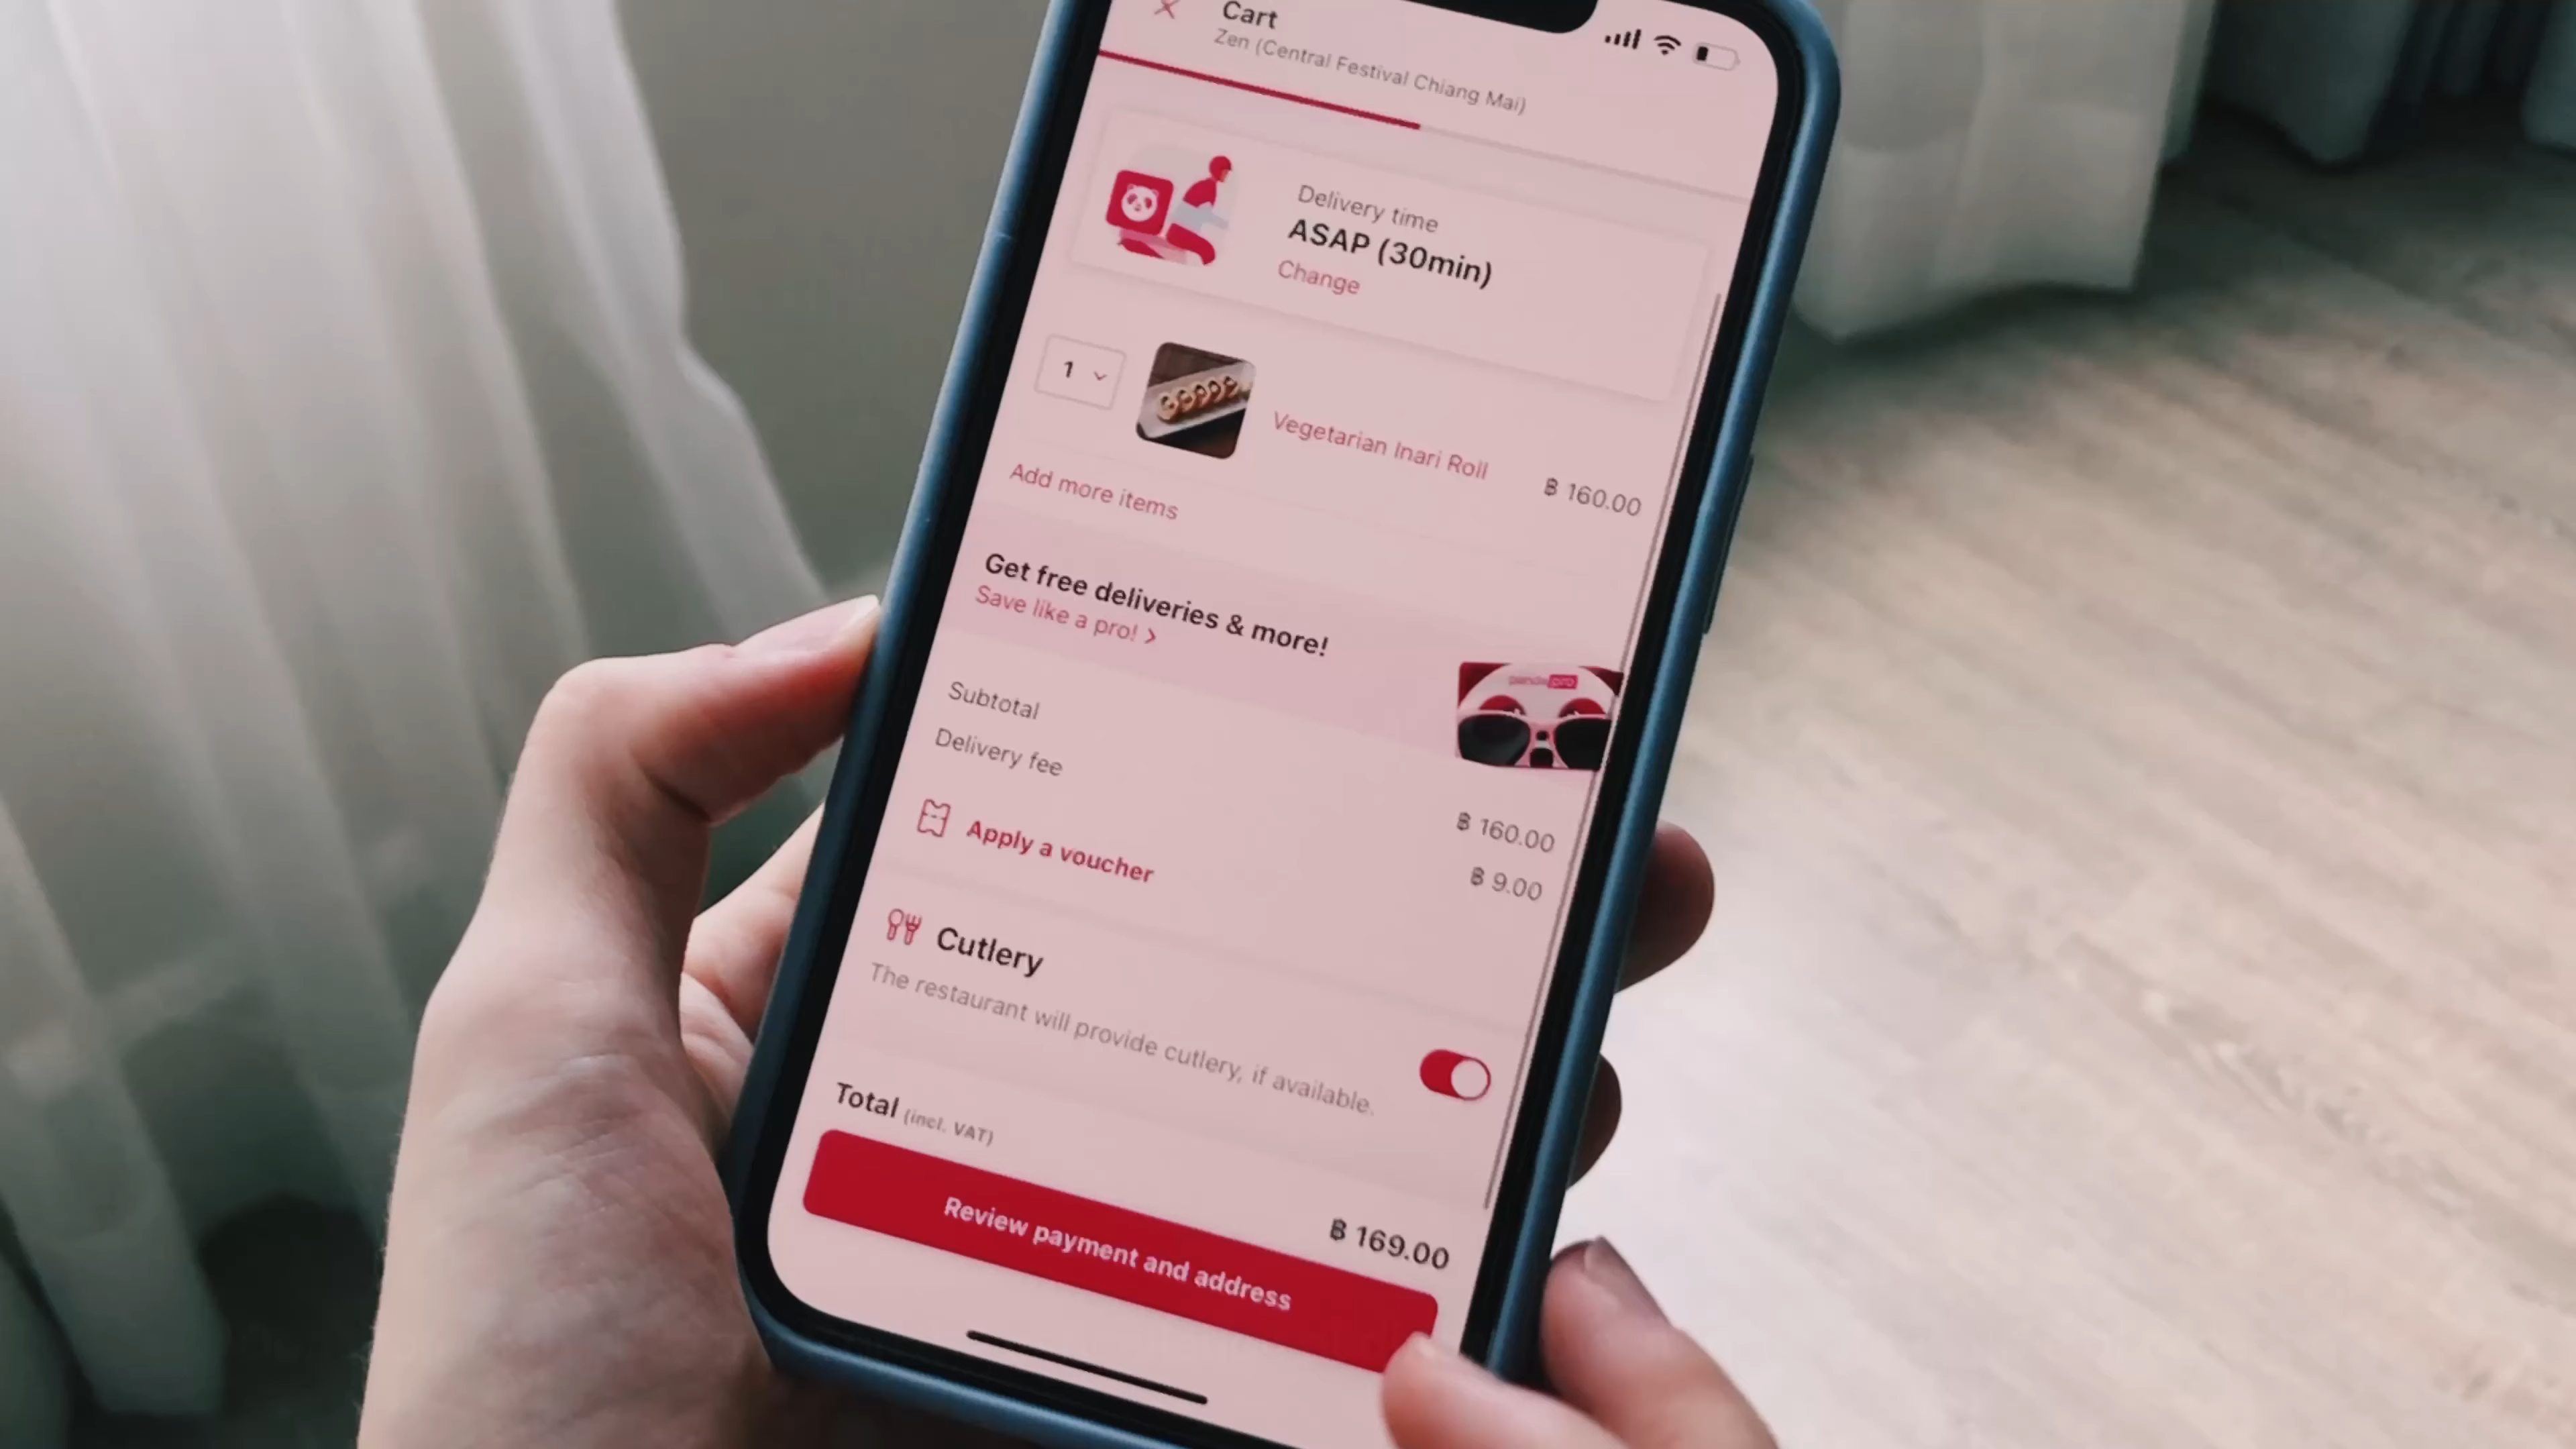 Cart
Zen (Central Festival Chiang Mai)
Delivery time
ASAP (30min)
Change
1
Vegetarian Inari Roll
฿ 160.00
Add more items
Get free deliveries & more!
Save like a pro! >
panda pro
Subtotal
฿ 160.00
Delivery fee
฿ 9.00
Apply a voucher
Cutlery
The restaurant will provide cutlery, if available.
Total (incl. VAT)
฿ 169.00
Review payment and address